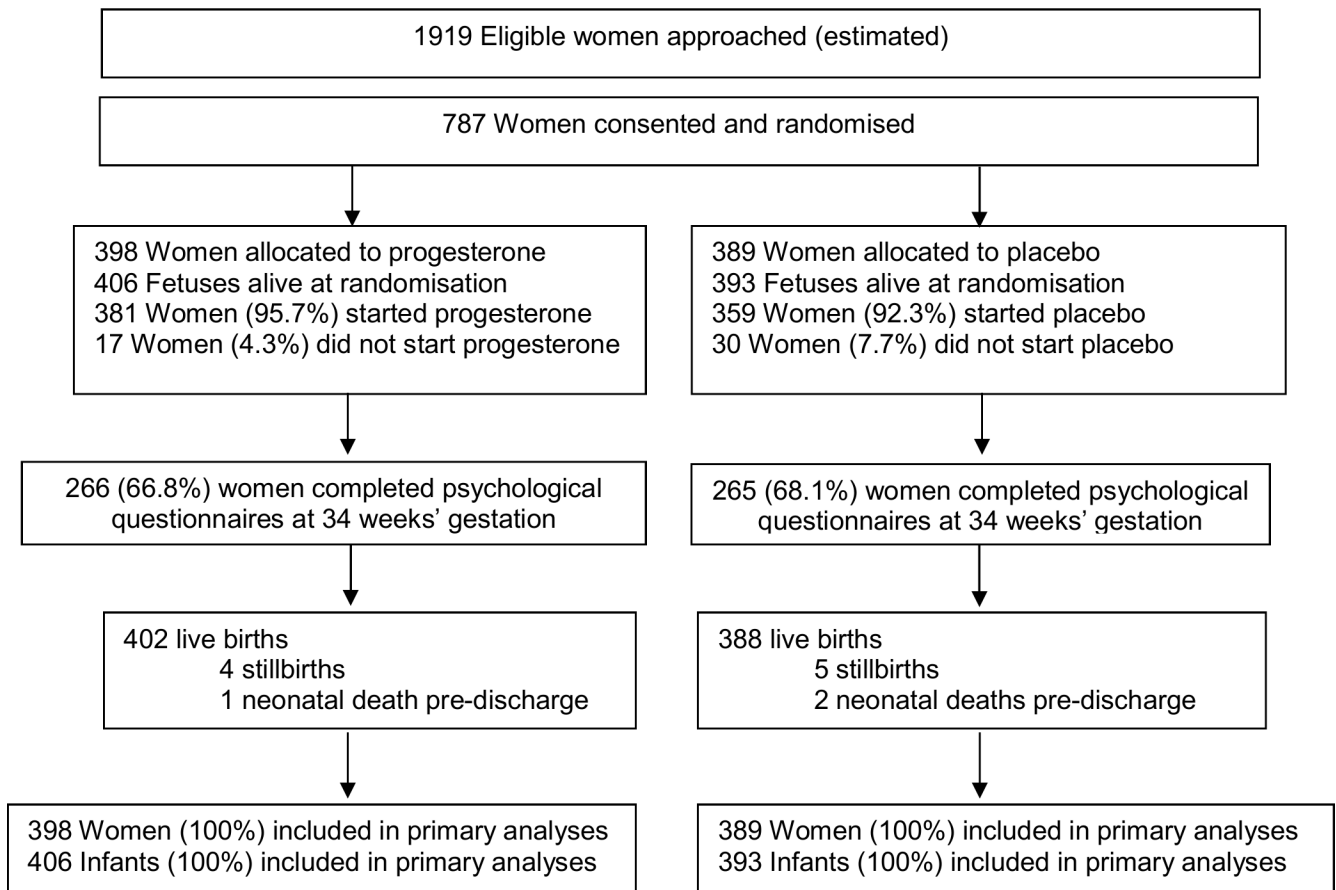 1919 Eligible women approached (estimated)
787 Women consented and randomised
398 Women allocated to progesterone
406 Fetuses alive at randomisation
381 Women (95.7%) started progesterone
17 Women (4.3%) did not start progesterone
389 Women allocated to placebo
393 Fetuses alive at randomisation
359 Women (92.3%) started placebo
30 Women (7.7%) did not start placebo
266 (66.8%) women completed psychological
questionnaires at 34 weeks’ gestation
265 (68.1%) women completed psychological
questionnaires at 34 weeks’ gestation
402 live births
4 stillbirths
1 neonatal death pre-discharge
388 live births
5 stillbirths
2 neonatal deaths pre-discharge
398 Women (100%) included in primary analyses
406 Infants (100%) included in primary analyses
389 Women (100%) included in primary analyses
393 Infants (100%) included in primary analyses